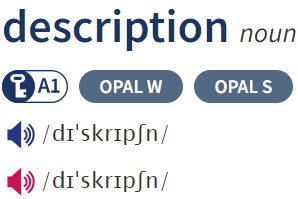 description noun
A1 OPAL W OPAL S
/dɪˈskrɪpʃn/
/dɪˈskrɪpʃn/